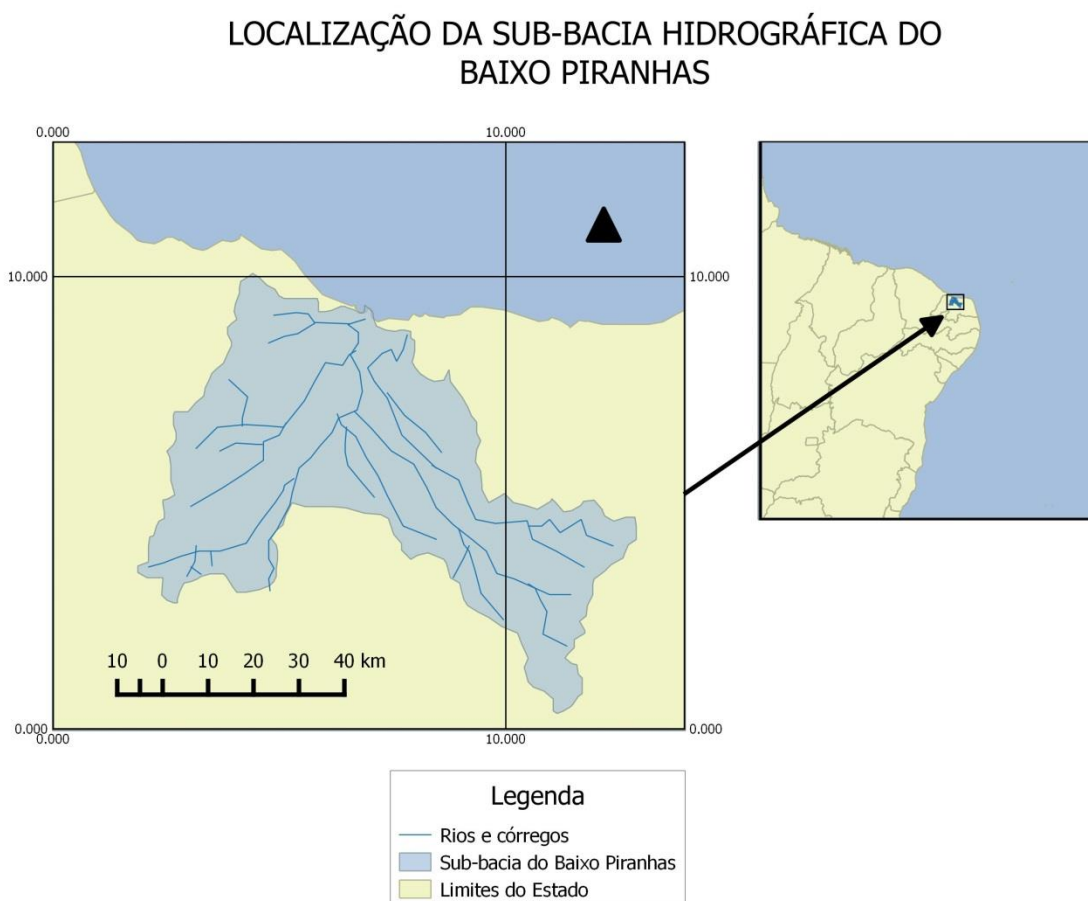 LOCALIZAÇÃO DA SUB-BACIA HIDROGRÁFICA DO
BAIXO PIRANHAS
0.000
10.000
10.000
10.000
10 0 10 20 30 40 km
0.000
0.000
0.000
10.000
Legenda
Rios e córregos
Sub-bacia do Baixo Piranhas
Limites do Estado